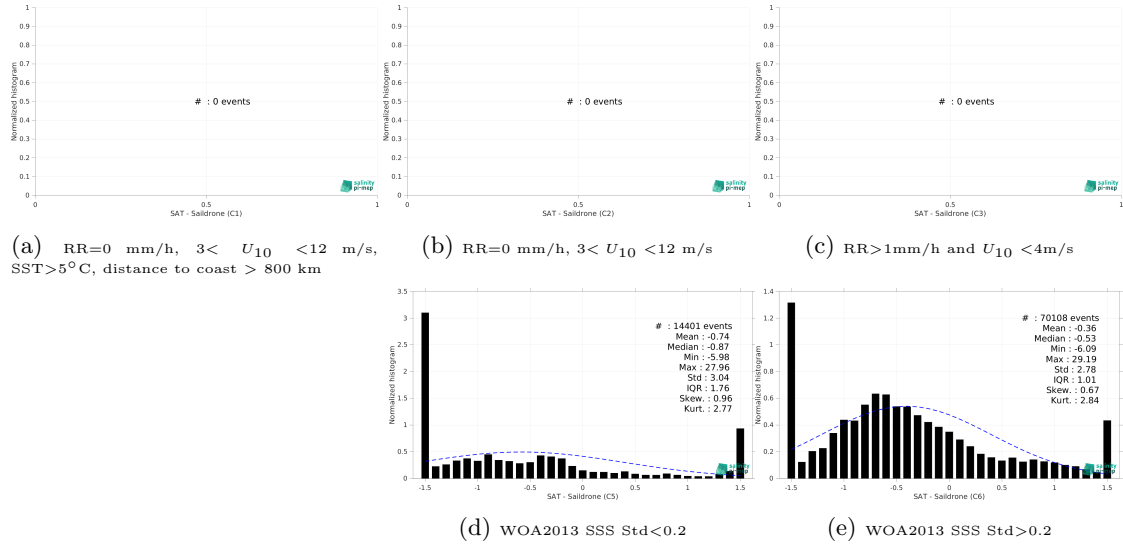 1
0.9
0.8
0.7
0.6
0.5
0.4
0.3
0.2
0.1
0
Normalized histogram
# : 0 events
salinity
pi-mep
0 0.5 1
SAT - Saildrone (C1)
(a) RR=0 mm/h, 3< U10 <12 m/s,
SST>5°C, distance to coast > 800 km
1
0.9
0.8
0.7
0.6
0.5
0.4
0.3
0.2
0.1
0
Normalized histogram
# : 0 events
salinity
pi-mep
0 0.5 1
SAT - Saildrone (C2)
(b) RR=0 mm/h, 3< U10 <12 m/s
1
0.9
0.8
0.7
0.6
0.5
0.4
0.3
0.2
0.1
0
Normalized histogram
# : 0 events
salinity
pi-mep
0 0.5 1
SAT - Saildrone (C3)
(c) RR>1mm/h and U10 <4m/s
3.5
3
2.5
2
1.5
1
0.5
0
Normalized histogram
# : 14401 events
Mean : -0.74
Median : -0.87
Min : -5.98
Max : 27.96
Std : 3.04
IQR : 1.76
Skew. : 0.96
Kurt. : 2.77
salinity
pi-mep
-1.5 -1 -0.5 0 0.5 1 1.5
SAT - Saildrone (C5)
(d) WOA2013 SSS Std<0.2
1.4
1.2
1
0.8
0.6
0.4
0.2
0
Normalized histogram
# : 70108 events
Mean : -0.36
Median : -0.53
Min : -6.09
Max : 29.19
Std : 2.78
IQR : 1.01
Skew. : 0.67
Kurt. : 2.84
salinity
pi-mep
-1.5 -1 -0.5 0 0.5 1 1.5
SAT - Saildrone (C6)
(e) WOA2013 SSS Std>0.2